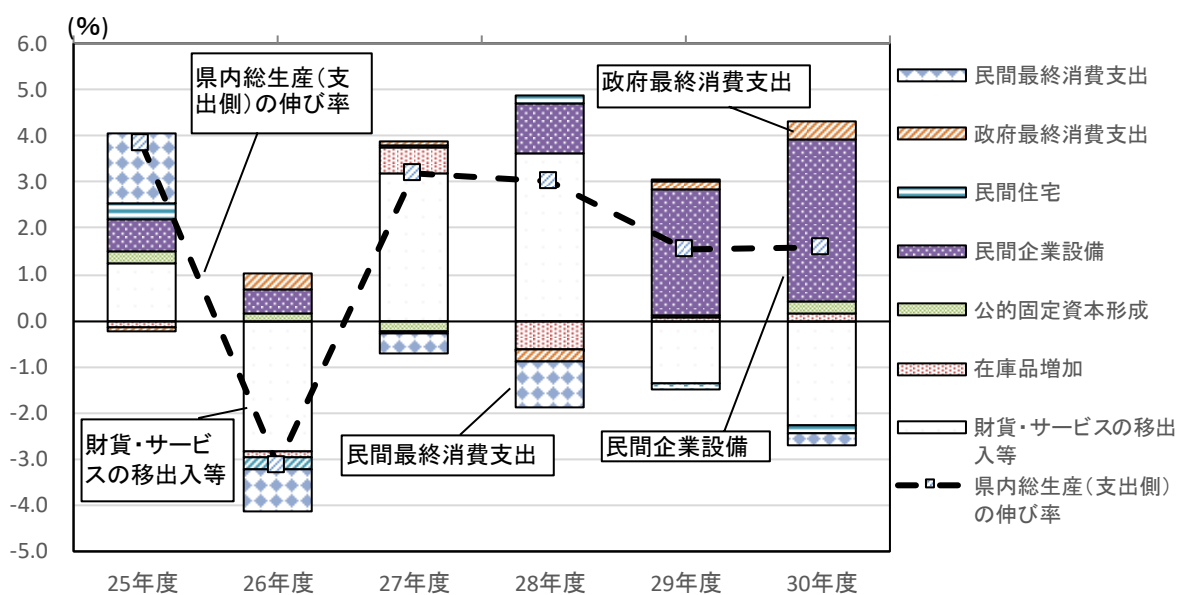 (%)
6.0
5.0
4.0
3.0
2.0
1.0
0.0
-1.0
-2.0
-3.0
-4.0
-5.0
県内総生産(支
出側)の伸び率
政府最終消費支出
財貨・サービ
スの移出入等
民間最終消費支出
民間企業設備
25年度
26年度
27年度
28年度
29年度
30年度
民間最終消費支出
政府最終消費支出
民間住宅
民間企業設備
公的固定資本形成
在庫品増加
財貨・サービスの移出
入等
県内総生産(支出側)
の伸び率